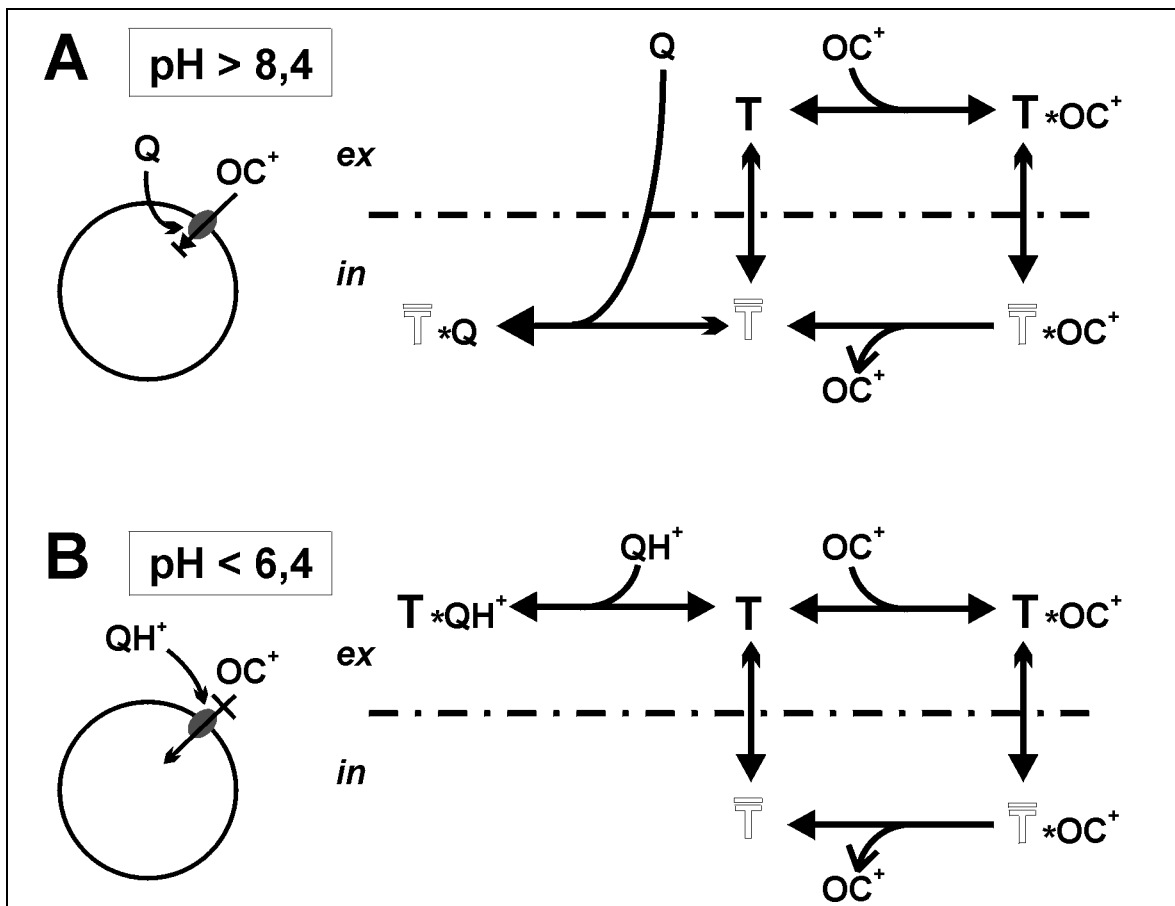 A
pH > 8,4
Q
OC⁺
T
T *OC⁺
Q
OC⁺
ex
in
T̿ *Q
T̿
T̿ *OC⁺
OC⁺
B
pH < 6,4
QH⁺
OC⁺
T *QH⁺
T
T *OC⁺
QH⁺
OC⁺
ex
in
T̿
T̿ *OC⁺
OC⁺